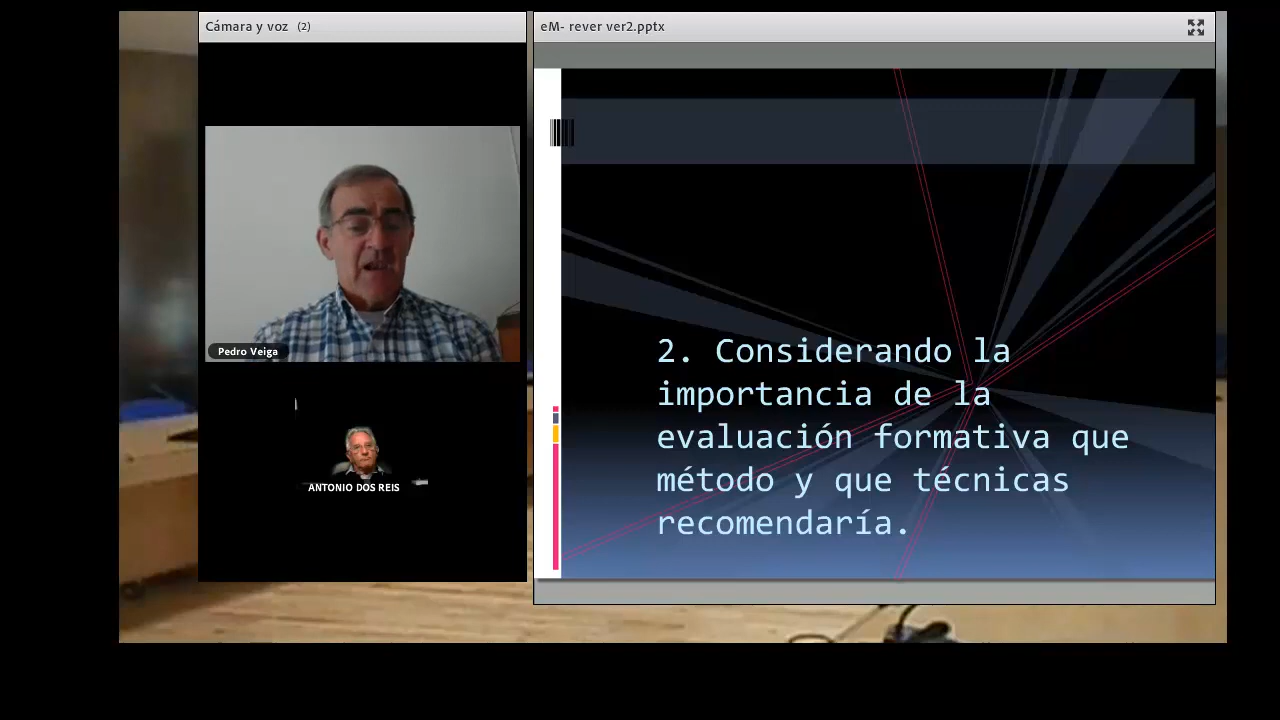 Cámara y voz (2)
Pedro Veiga
ANTONIO DOS REIS
eM- rever ver2.pptx
2. Considerando la
importancia de la
evaluación formativa que
método y que técnicas
recomendaría.